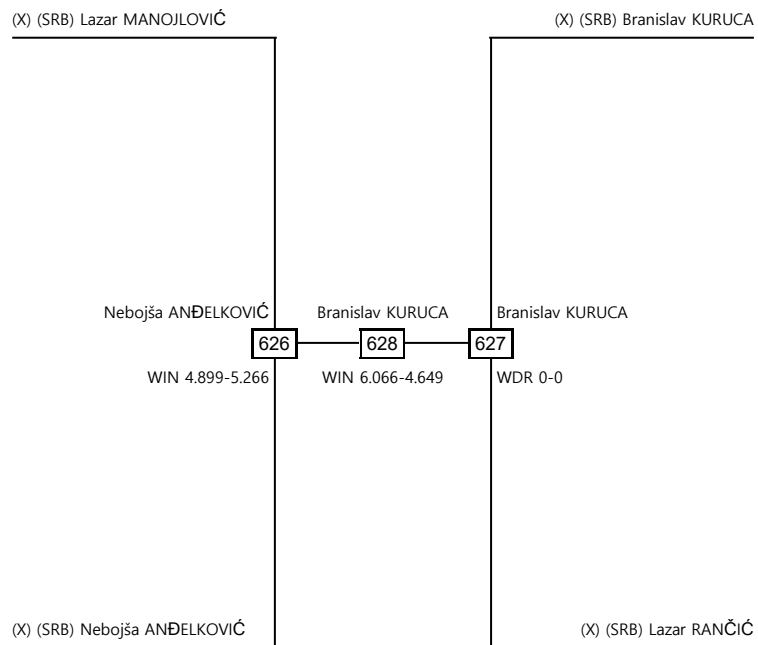 (X) (SRB) Lazar MANOJLOVIĆ
(X) (SRB) Branislav KURUCA
Nebojša ANĐELKOVIĆ
Branislav KURUCA
Branislav KURUCA
626
628
627
WIN 4.899-5.266
WIN 6.066-4.649
WDR 0-0
(X) (SRB) Nebojša ANĐELKOVIĆ
(X) (SRB) Lazar RANČIĆ